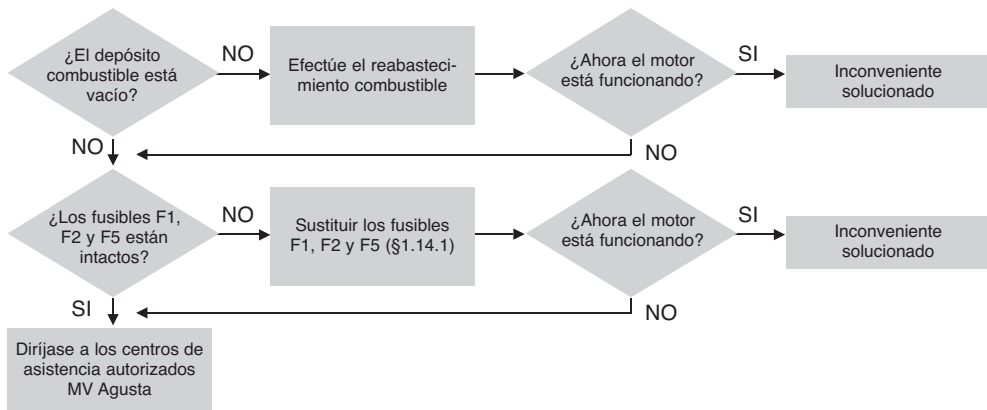 ¿El depósito
combustible está
vacío?
NO
Efectúe el reabasteci-
miento combustible
¿Ahora el motor
está funcionando?
SI
Inconveniente
solucionado
NO
NO
¿Los fusibles F1,
F2 y F5 están
intactos?
NO
Sustituir los fusibles
F1, F2 y F5 (§1.14.1)
¿Ahora el motor
está funcionando?
SI
Inconveniente
solucionado
SI
NO
Diríjase a los centros de
asistencia autorizados
MV Agusta